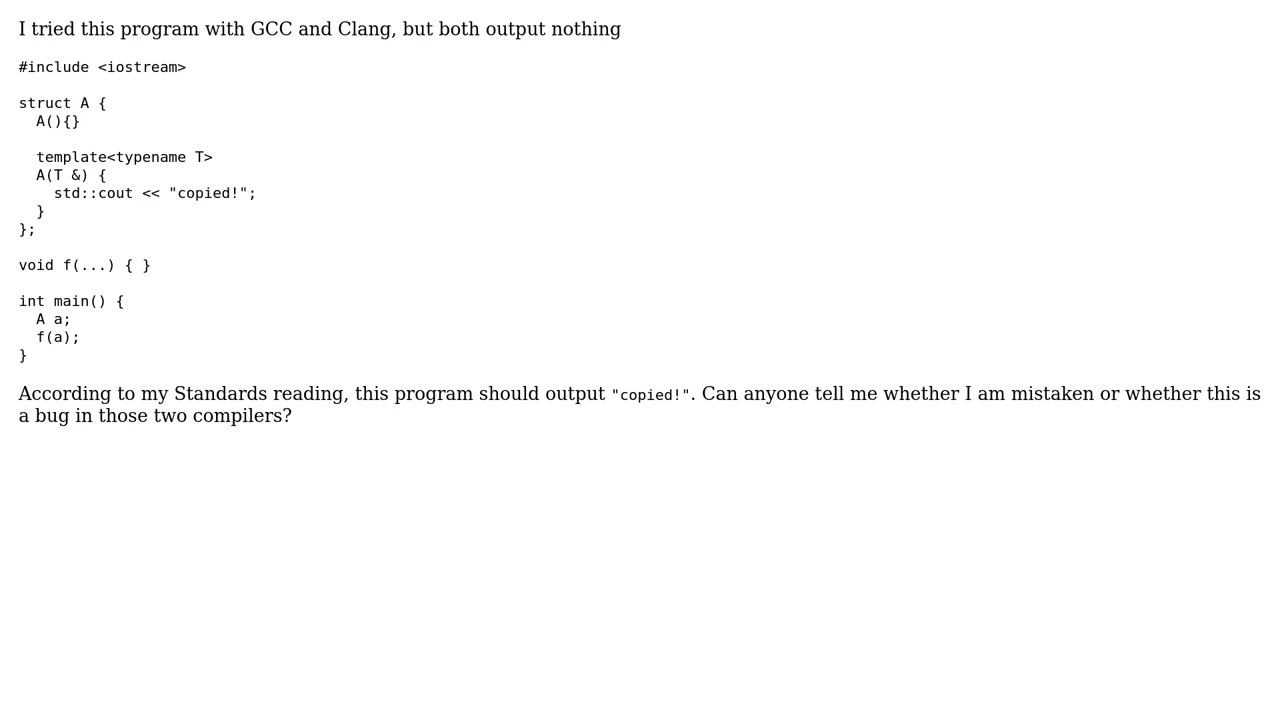 I tried this program with GCC and Clang, but both output nothing
#include <iostream>
struct A {
  A(){}
  template<typename T>
  A(T &) {
    std::cout << "copied!";
  }
};
void f(...) { }
int main() {
  A a;
  f(a);
}
According to my Standards reading, this program should output "copied!". Can anyone tell me whether I am mistaken or whether this is
a bug in those two compilers?